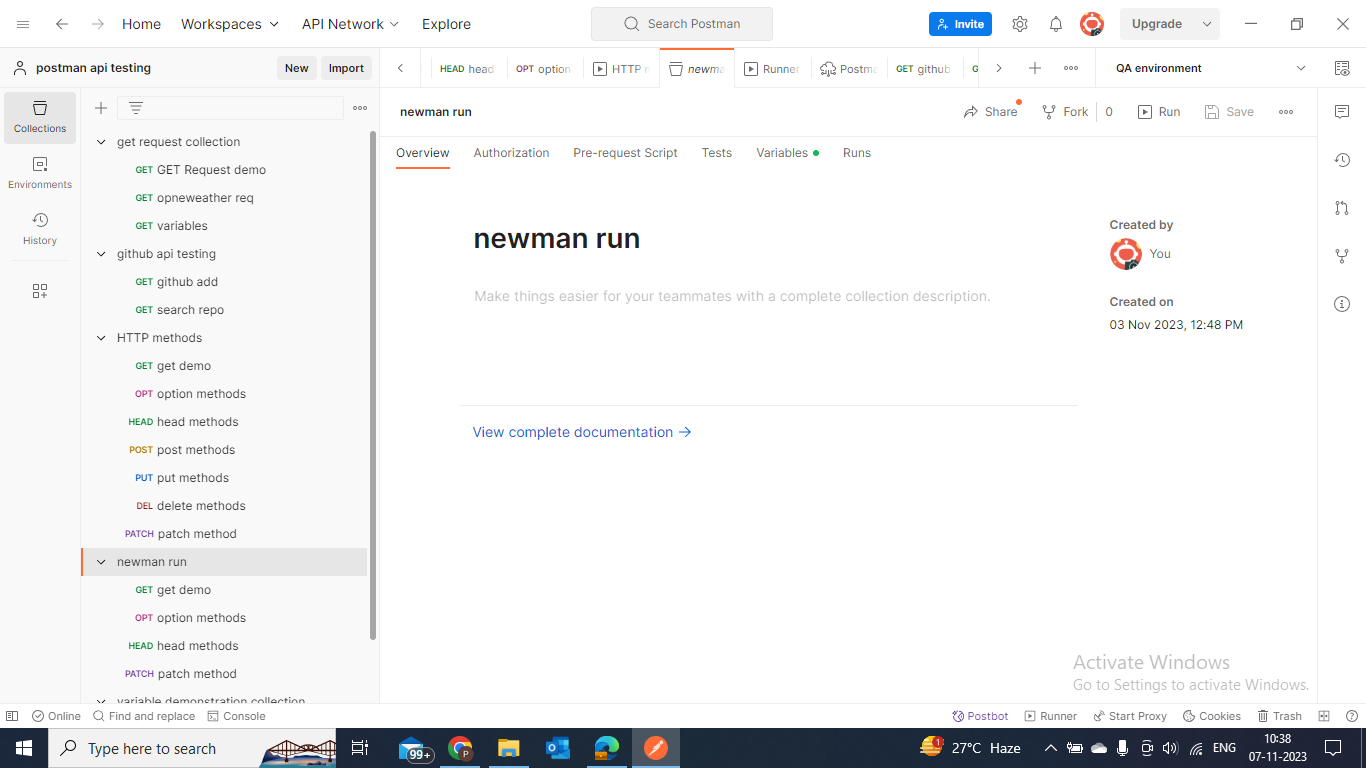 Home Workspaces API Network Explore Search Postman Invite Upgrade
postman api testing New Import HEAD head OPT option HTTP newma Runner Postma GET github QA environment
newman run Share Fork 0 Run Save
Collections
Environments
History
get request collection
GET GET Request demo
GET opneweather req
GET variables
github api testing
GET github add
GET search repo
HTTP methods
GET get demo
OPT option methods
HEAD head methods
POST post methods
PUT put methods
DEL delete methods
PATCH patch method
newman run
GET get demo
OPT option methods
HEAD head methods
PATCH patch method
variable demonstration collection
Overview Authorization Pre-request Script Tests Variables Runs
newman run
Make things easier for your teammates with a complete collection description.
View complete documentation →
Created by
You
Created on
03 Nov 2023, 12:48 PM
Activate Windows
Go to Settings to activate Windows.
Online Find and replace Console Postbot Runner Start Proxy Cookies Trash
Type here to search 99+ P 1 27°C Haze ENG 10:38
07-11-2023